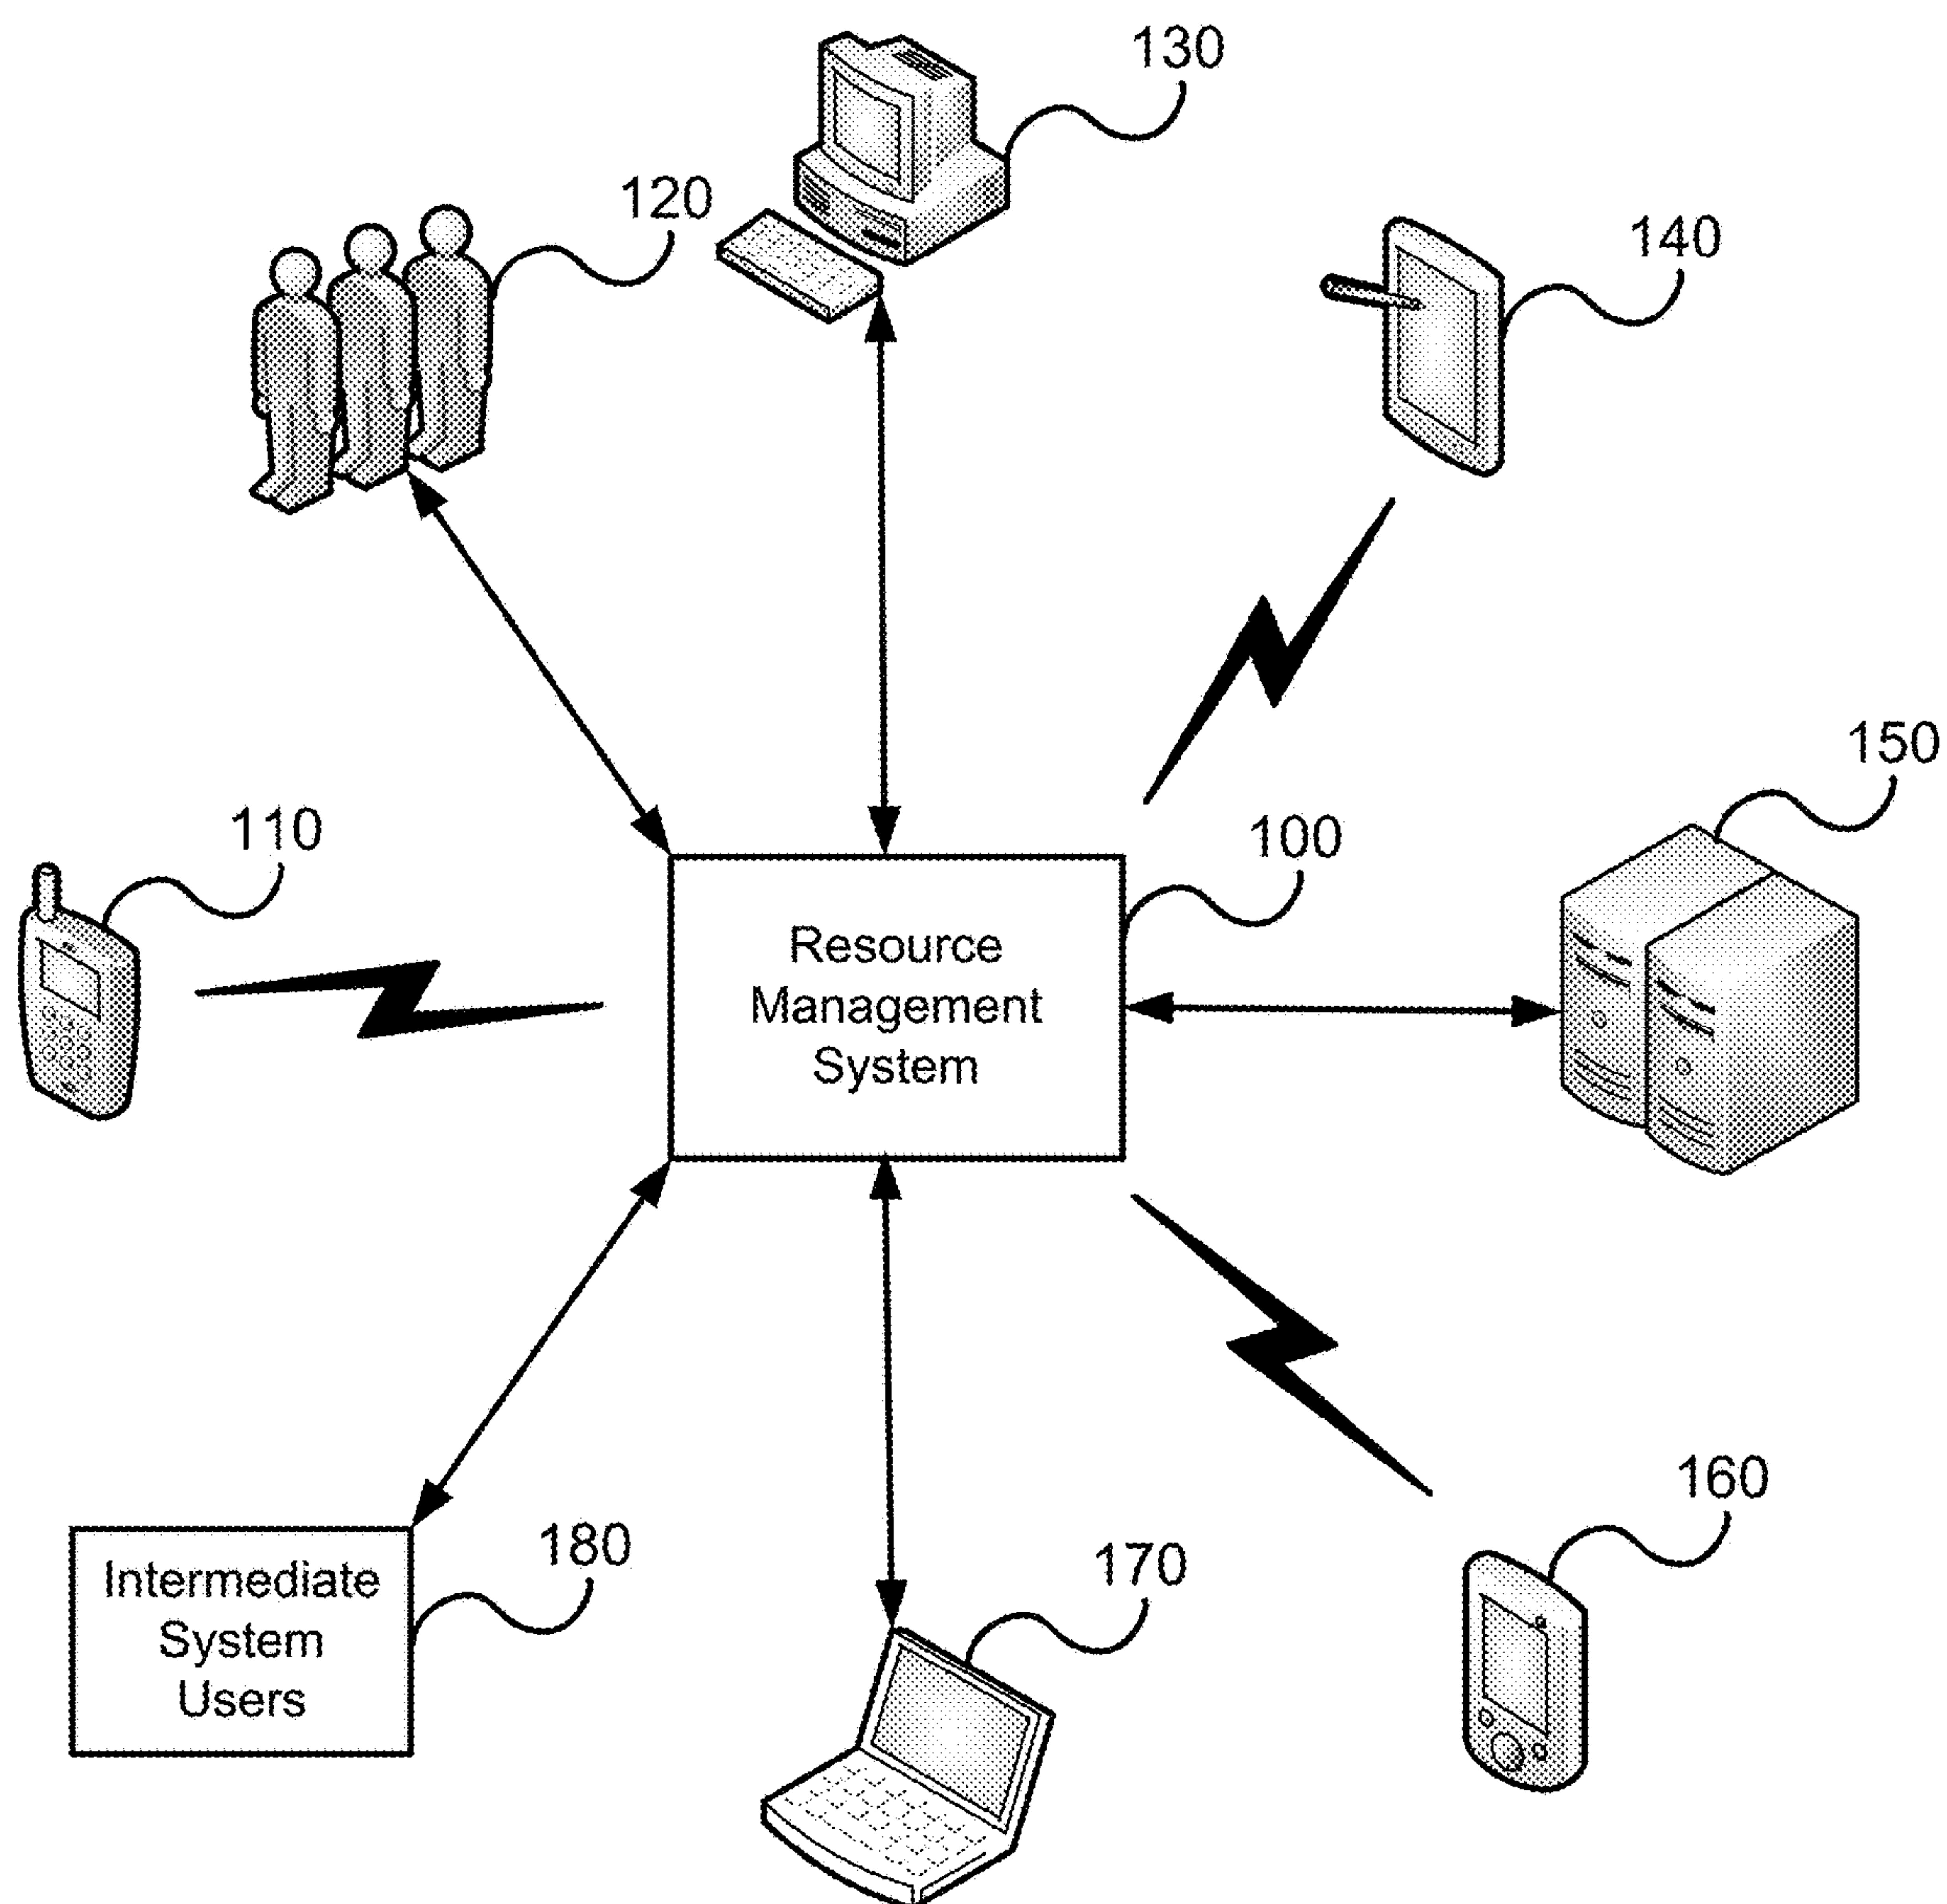 130
120
140
150
110
100
Resource
Management
System
160
180
170
Intermediate
System
Users